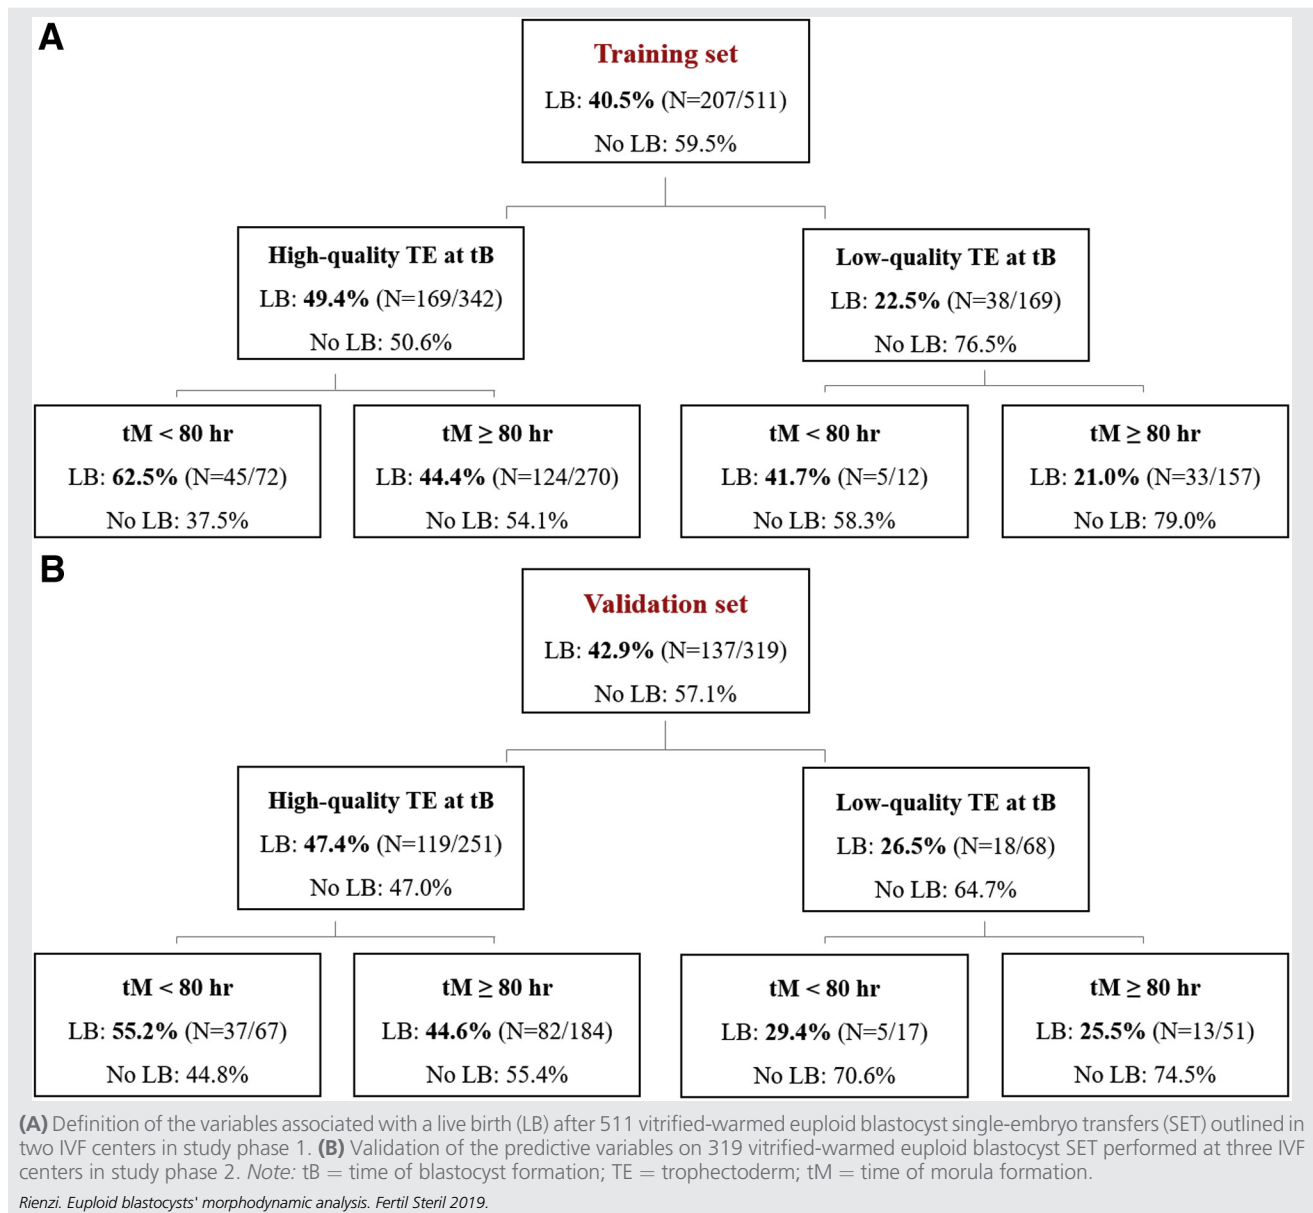 A
Training set
LB: 40.5% (N=207/511)
No LB: 59.5%
High-quality TE at tB
LB: 49.4% (N=169/342)
No LB: 50.6%
Low-quality TE at tB
LB: 22.5% (N=38/169)
No LB: 76.5%
tM < 80 hr
LB: 62.5% (N=45/72)
No LB: 37.5%
tM ≥ 80 hr
LB: 44.4% (N=124/270)
No LB: 54.1%
tM < 80 hr
LB: 41.7% (N=5/12)
No LB: 58.3%
tM ≥ 80 hr
LB: 21.0% (N=33/157)
No LB: 79.0%
B
Validation set
LB: 42.9% (N=137/319)
No LB: 57.1%
High-quality TE at tB
LB: 47.4% (N=119/251)
No LB: 47.0%
Low-quality TE at tB
LB: 26.5% (N=18/68)
No LB: 64.7%
tM < 80 hr
LB: 55.2% (N=37/67)
No LB: 44.8%
tM ≥ 80 hr
LB: 44.6% (N=82/184)
No LB: 55.4%
tM < 80 hr
LB: 29.4% (N=5/17)
No LB: 70.6%
tM ≥ 80 hr
LB: 25.5% (N=13/51)
No LB: 74.5%
(A) Definition of the variables associated with a live birth (LB) after 511 vitrified-warmed euploid blastocyst single-embryo transfers (SET) outlined in
two IVF centers in study phase 1. (B) Validation of the predictive variables on 319 vitrified-warmed euploid blastocyst SET performed at three IVF
centers in study phase 2. Note: tB = time of blastocyst formation; TE = trophectoderm; tM = time of morula formation.
Rienzi. Euploid blastocysts' morphodynamic analysis. Fertil Steril 2019.